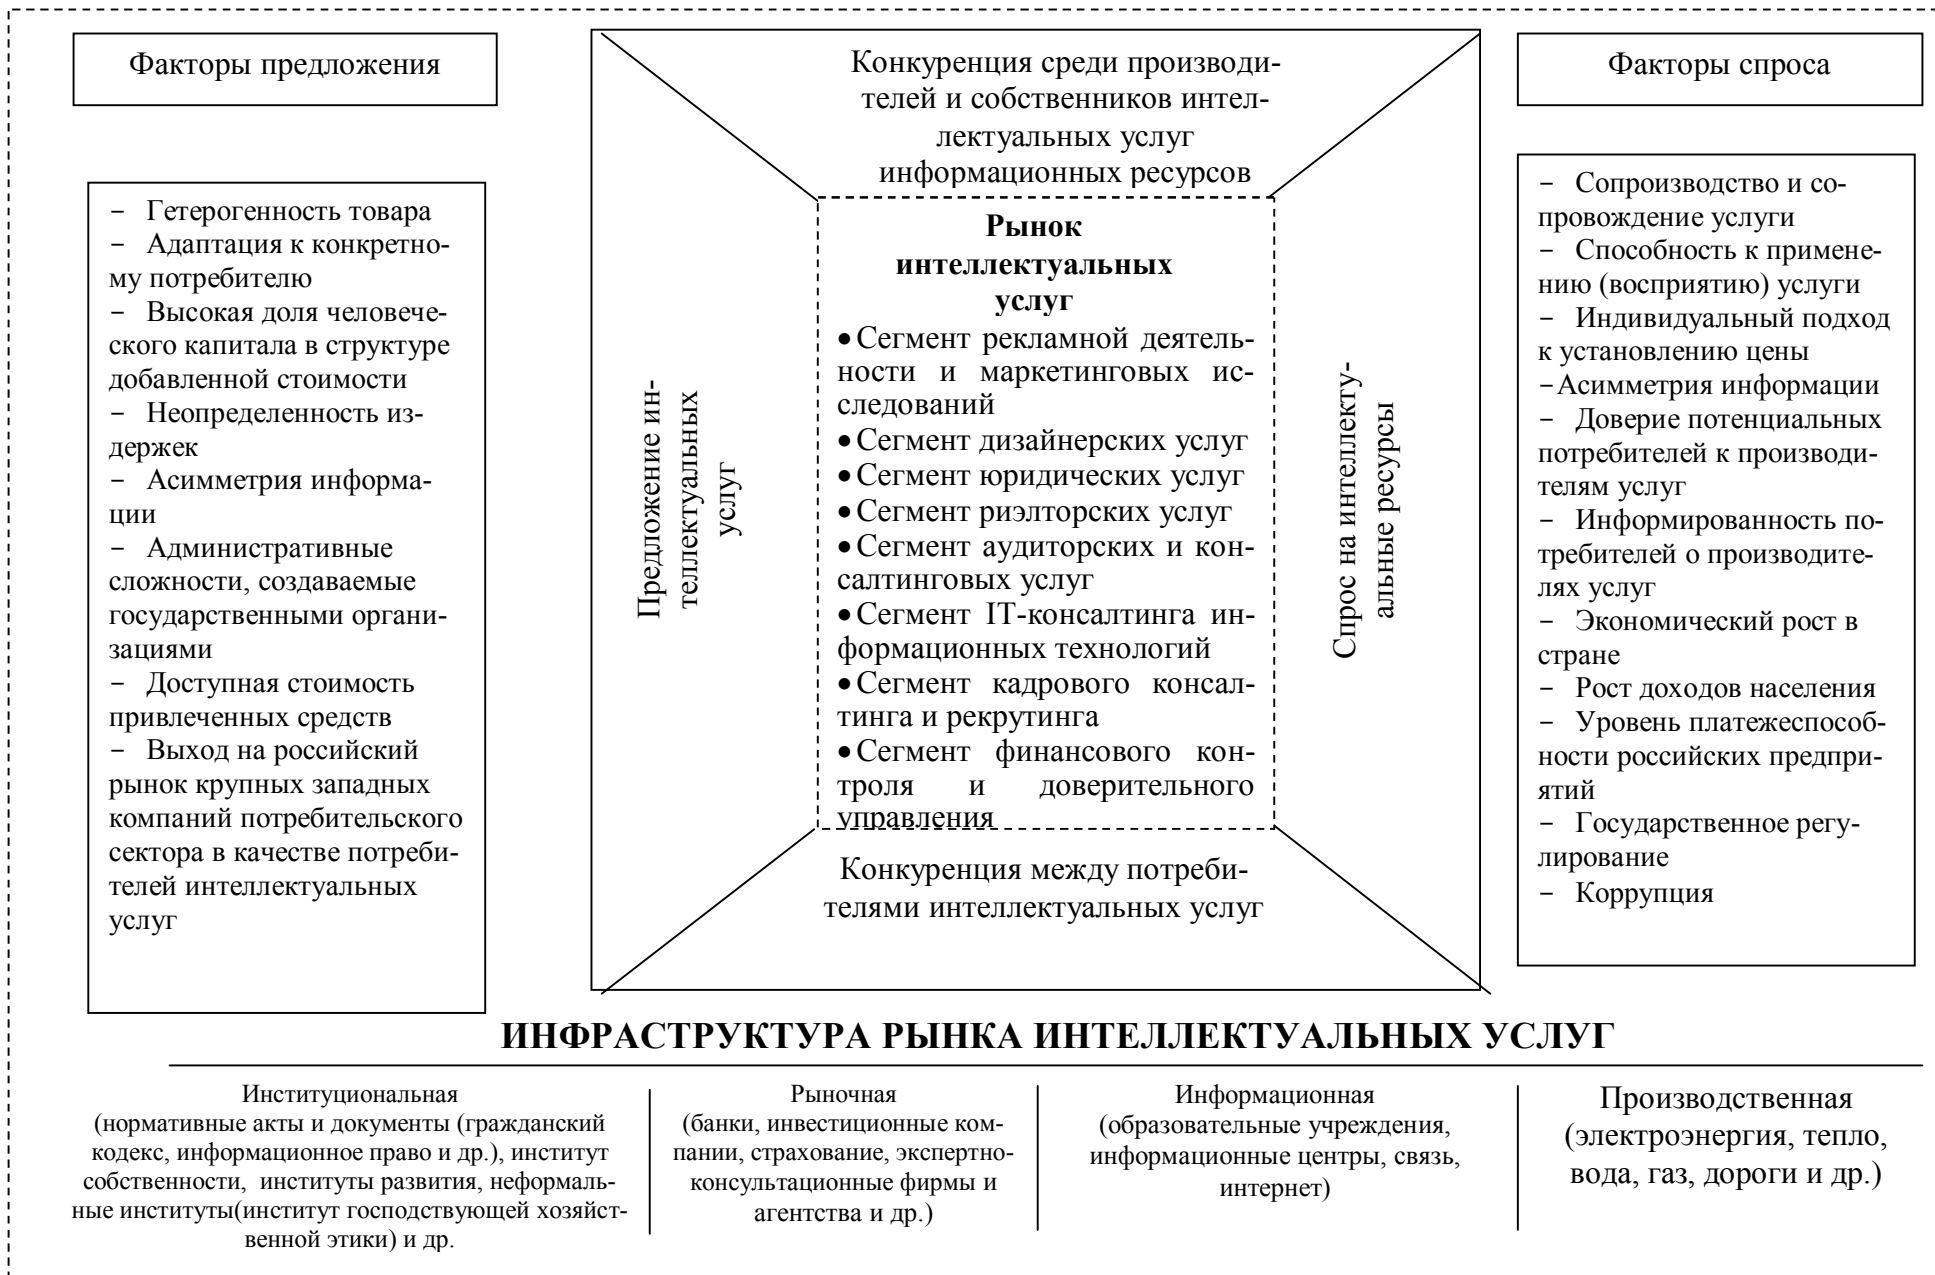 Факторы предложения
– Гетерогенность товара
– Адаптация к конкретно-
му потребителю
– Высокая доля человече-
ского капитала в структуре
добавленной стоимости
– Неопределенность из-
держек
– Асимметрия информа-
ции
– Административные
сложности, создаваемые
государственными органи-
зациями
– Доступная стоимость
привлеченных средств
– Выход на российский
рынок крупных западных
компаний потребительского
сектора в качестве потреби-
телей интеллектуальных
услуг
Конкуренция среди производи-
телей и собственников интел-
лектуальных услуг
информационных ресурсов
Предложение ин-
теллектуальных
услуг
Рынок
интеллектуальных
услуг
•Сегмент рекламной деятель-
ности и маркетинговых ис-
следований
•Сегмент дизайнерских услуг
•Сегмент юридических услуг
•Сегмент риэлторских услуг
•Сегмент аудиторских и кон-
салтинговых услуг
•Сегмент IT-консалтинга ин-
формационных технологий
•Сегмент кадрового консал-
тинга и рекрутинга
•Сегмент финансового кон-
троля и доверительного
управления
Спрос на интеллекту-
альные ресурсы
Конкуренция между потреби-
телями интеллектуальных услуг
Факторы спроса
– Сопроизводство и со-
провождение услуги
– Способность к примене-
нию (восприятию) услуги
– Индивидуальный подход
к установлению цены
–Асимметрия информации
– Доверие потенциальных
потребителей к производи-
телям услуг
– Информированность по-
требителей о производите-
лях услуг
– Экономический рост в
стране
– Рост доходов населения
– Уровень платежеспособ-
ности российских предпри-
ятий
– Государственное регу-
лирование
– Коррупция
ИНФРАСТРУКТУРА РЫНКА ИНТЕЛЛЕКТУАЛЬНЫХ УСЛУГ
Институциональная
(нормативные акты и документы (гражданский
кодекс, информационное право и др.), институт
собственности, институты развития, неформаль-
ные институты(институт господствующей хозяйст-
венной этики) и др.
Рыночная
(банки, инвестиционные ком-
пании, страхование, экспертно-
консультационные фирмы и
агентства и др.)
Информационная
(образовательные учреждения,
информационные центры, связь,
интернет)
Производственная
(электроэнергия, тепло,
вода, газ, дороги и др.)